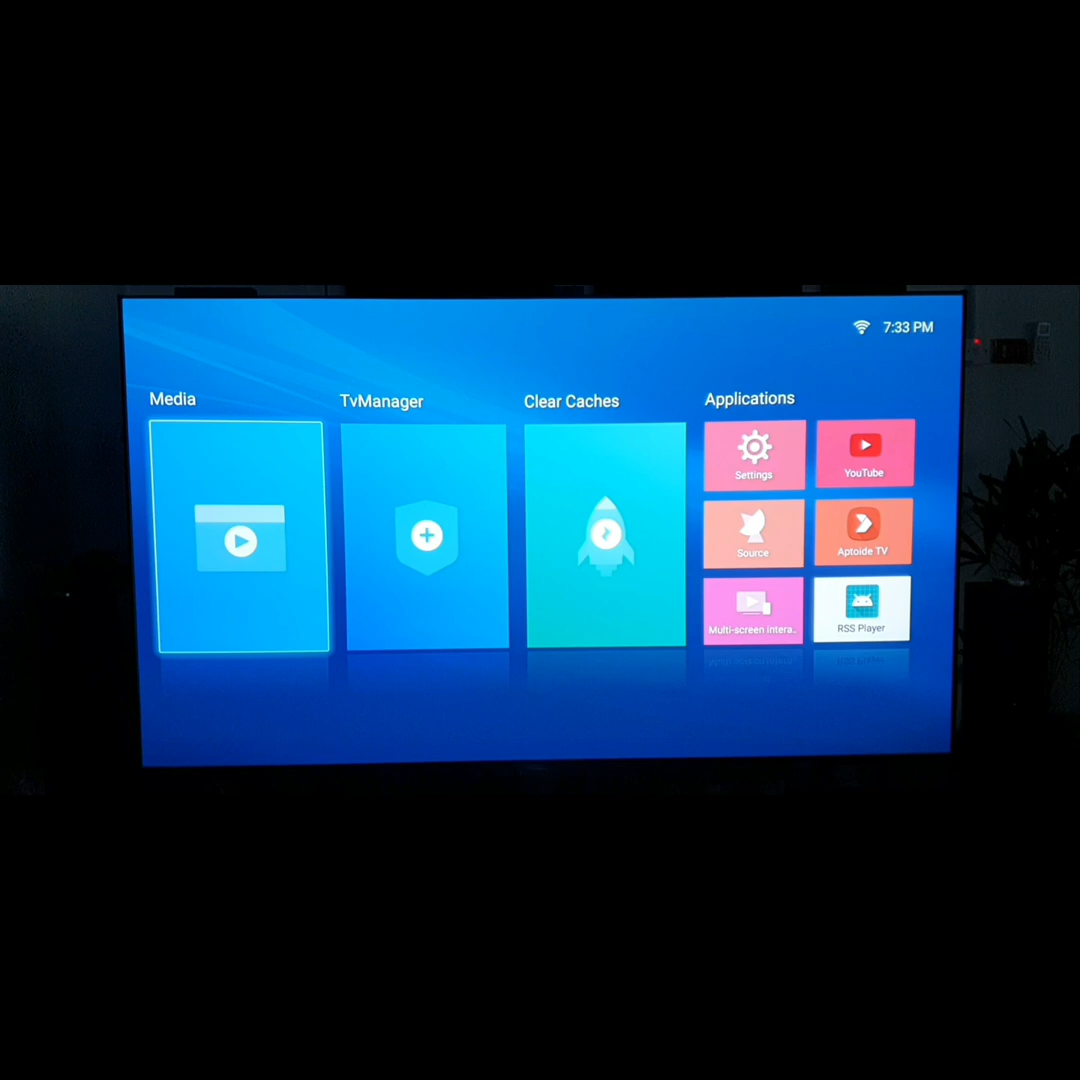 7:33 PM
Media
TvManager
Clear Caches
Applications
Settings
YouTube
Source
Aptoide TV
Multi-screen intera..
RSS Player